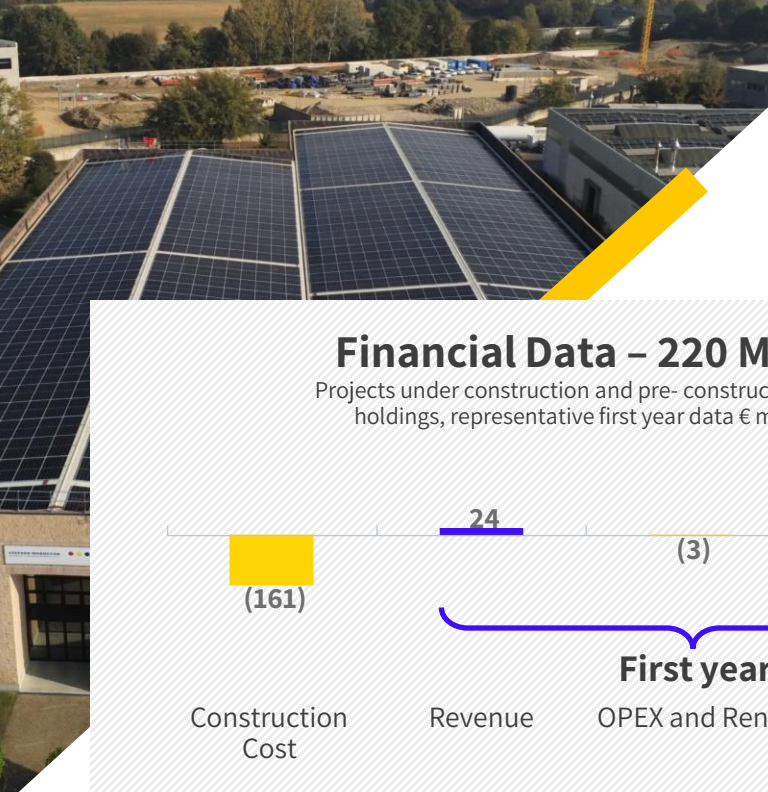 Financial Data – 220 M
Projects under construction and pre- construc
holdings, representative first year data € m
24
(3)
(161)
First year
Construction
Cost
Revenue
OPEX and Ren